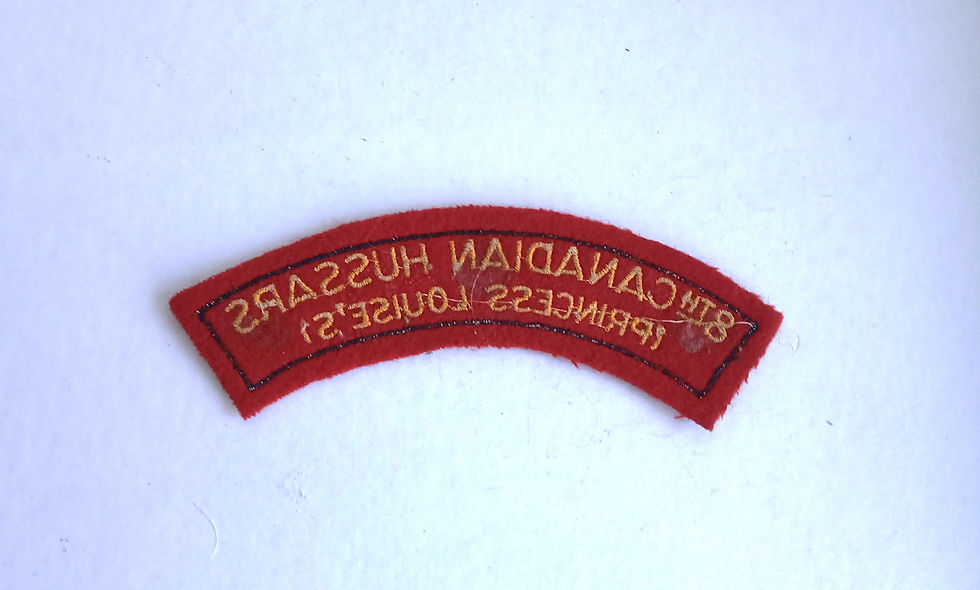 8TH CANADIAN HUSSARS
(PRINCESS LOUISE'S)